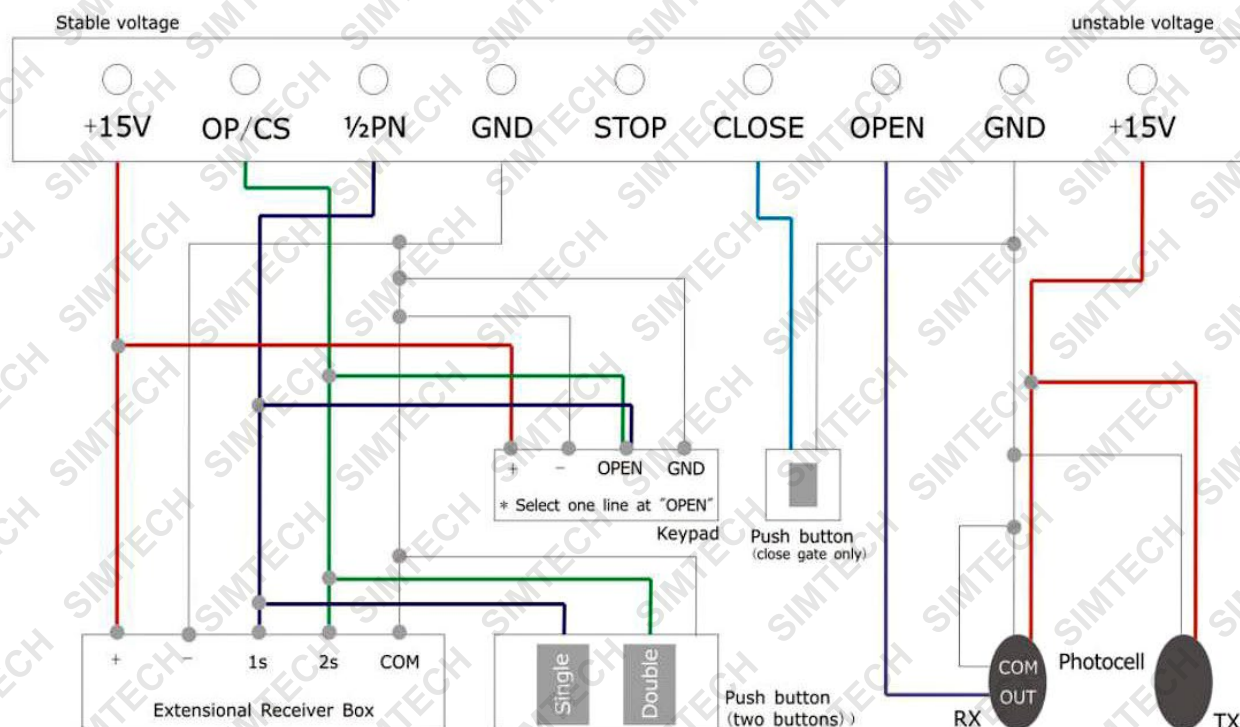 Stable voltage
unstable voltage
+15V OP/CS ½PN GND STOP CLOSE OPEN GND +15V
+ − OPEN GND
* Select one line at "OPEN"
Keypad
Push button
(close gate only)
+ − 1s 2s COM
Extensional Receiver Box
Single
Double
Push button
(two buttons))
COM
OUT
Photocell
RX
TX
SIMTECH